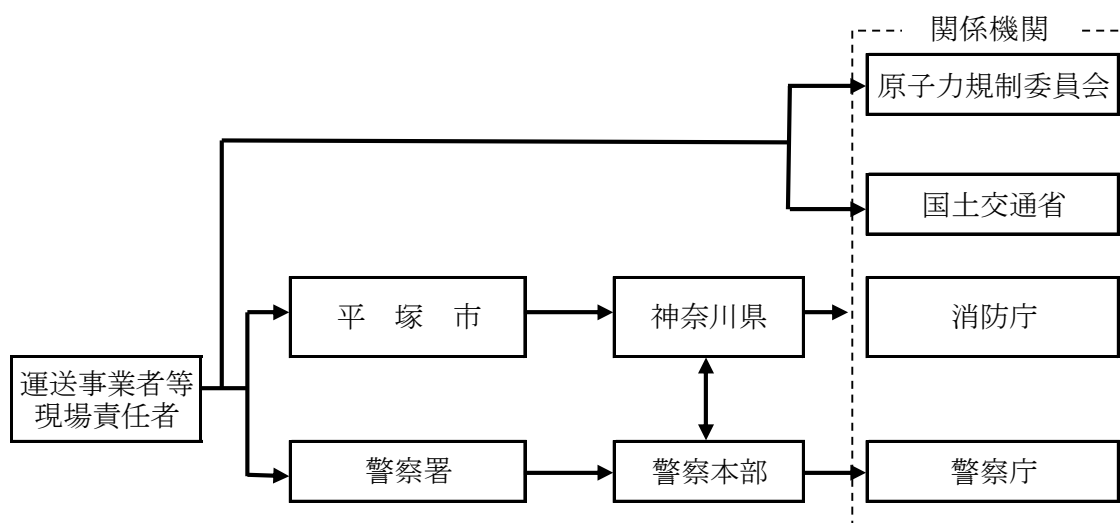 関係機関
原子力規制委員会
国土交通省
平　塚　市
神奈川県
消防庁
運送事業者等
現場責任者
警察署
警察本部
警察庁